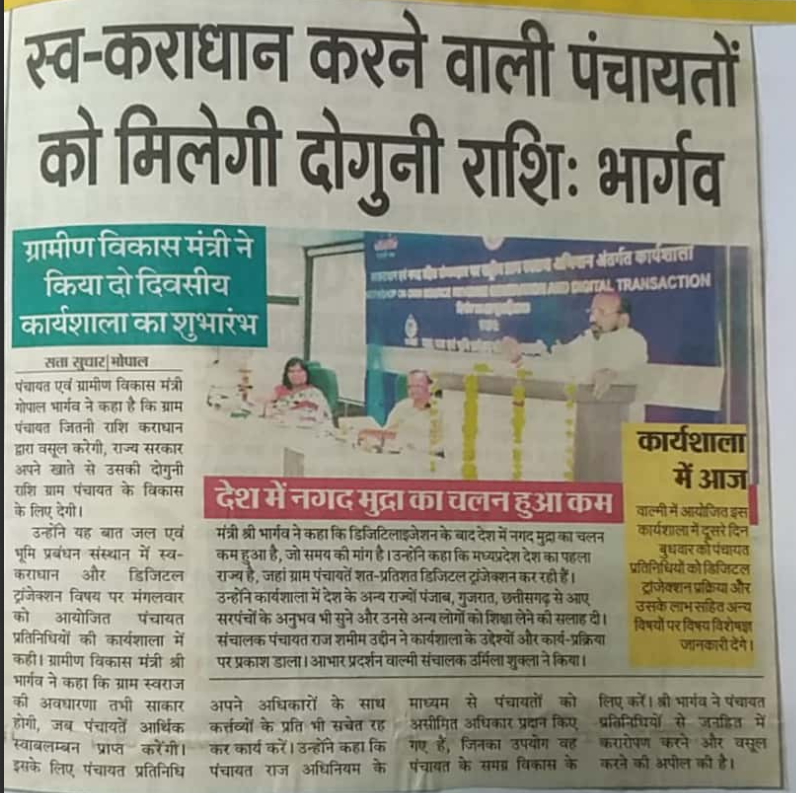 स्व-कराधान करने वाली पंचायतों
को मिलेगी दोगुनी राशि: भार्गव
ग्रामीण विकास मंत्री ने
किया दो दिवसीय
कार्यशाला का शुभारंभ
सत्ता सुधार|भोपाल
पंचायत एवं ग्रामीण विकास मंत्री
गोपाल भार्गव ने कहा है कि ग्राम
पंचायत जितनी राशि कराधान
द्वारा वसूल करेगी, राज्य सरकार
अपने खाते से उसकी दोगुनी
राशि ग्राम पंचायत के विकास
के लिए देगी।
उन्होंने यह बात जल एवं
भूमि प्रबंधन संस्थान में स्व-
कराधान और डिजिटल
ट्रांजेक्शन विषय पर मंगलवार
को आयोजित पंचायत
प्रतिनिधियों की कार्यशाला में
कही। ग्रामीण विकास मंत्री श्री
भार्गव ने कहा कि ग्राम स्वराज
की अवधारणा तभी साकार
होगी, जब पंचायतें आर्थिक
स्वाबलम्बन प्राप्त करेंगी।
इसके लिए पंचायत प्रतिनिधि
अंतर्गत कार्यशाला
AND DIGITAL TRANSACTION
देश में नगद मुद्रा का चलन हुआ कम
मंत्री श्री भार्गव ने कहा कि डिजिटिलाइजेशन के बाद देश में नगद मुद्रा का चलन
कम हुआ है, जो समय की मांग है। उन्होंने कहा कि मध्यप्रदेश देश का पहला
राज्य है, जहां ग्राम पंचायतें शत-प्रतिशत डिजिटल ट्रांजेक्शन कर रही हैं।
उन्होंने कार्यशाला में देश के अन्य राज्यों पंजाब, गुजरात, छत्तीसगढ़ से आए
सरपंचों के अनुभव भी सुने और उनसे अन्य लोगों को शिक्षा लेने की सलाह दी।
संचालक पंचायत राज शमीम उद्दीन ने कार्यशाला के उद्देश्यों और कार्य-प्रक्रिया
पर प्रकाश डाला। आभार प्रदर्शन वाल्मी संचालक उर्मिला शुक्ला ने किया।
कार्यशाला
में आज
वाल्मी में आयोजित इस
कार्यशाला में दूसरे दिन
बुधवार को पंचायत
प्रतिनिधियों को डिजिटल
ट्रांजेक्शन प्रक्रिया और
उसके लाभ सहित अन्य
विषयों पर विषय विशेषज्ञ
जानकारी देंगे।
अपने अधिकारों के साथ
कर्त्तव्यों के प्रति भी सचेत रह
कर कार्य करें। उन्होंने कहा कि
पंचायत राज अधिनियम के
माध्यम से पंचायतों को
असीमित अधिकार प्रदान किए
गए हैं, जिनका उपयोग वह
पंचायत के समग्र विकास के
लिए करें। श्री भार्गव ने पंचायत
प्रतिनिधियों से जनहित में
करारोपण करने और वसूल
करने की अपील की है।